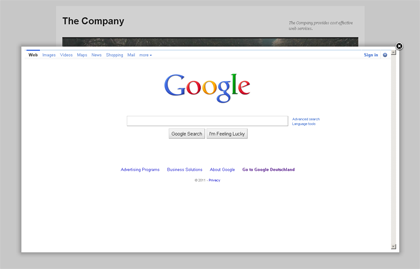 The Company
The Company provides cost effective
web services.
Web Images Videos Maps News Shopping Mail more
Sign in
Google
Advanced search
Language tools
Google Search I'm Feeling Lucky
Advertising Programs Business Solutions About Google Go to Google Deutschland
© 2011 - Privacy